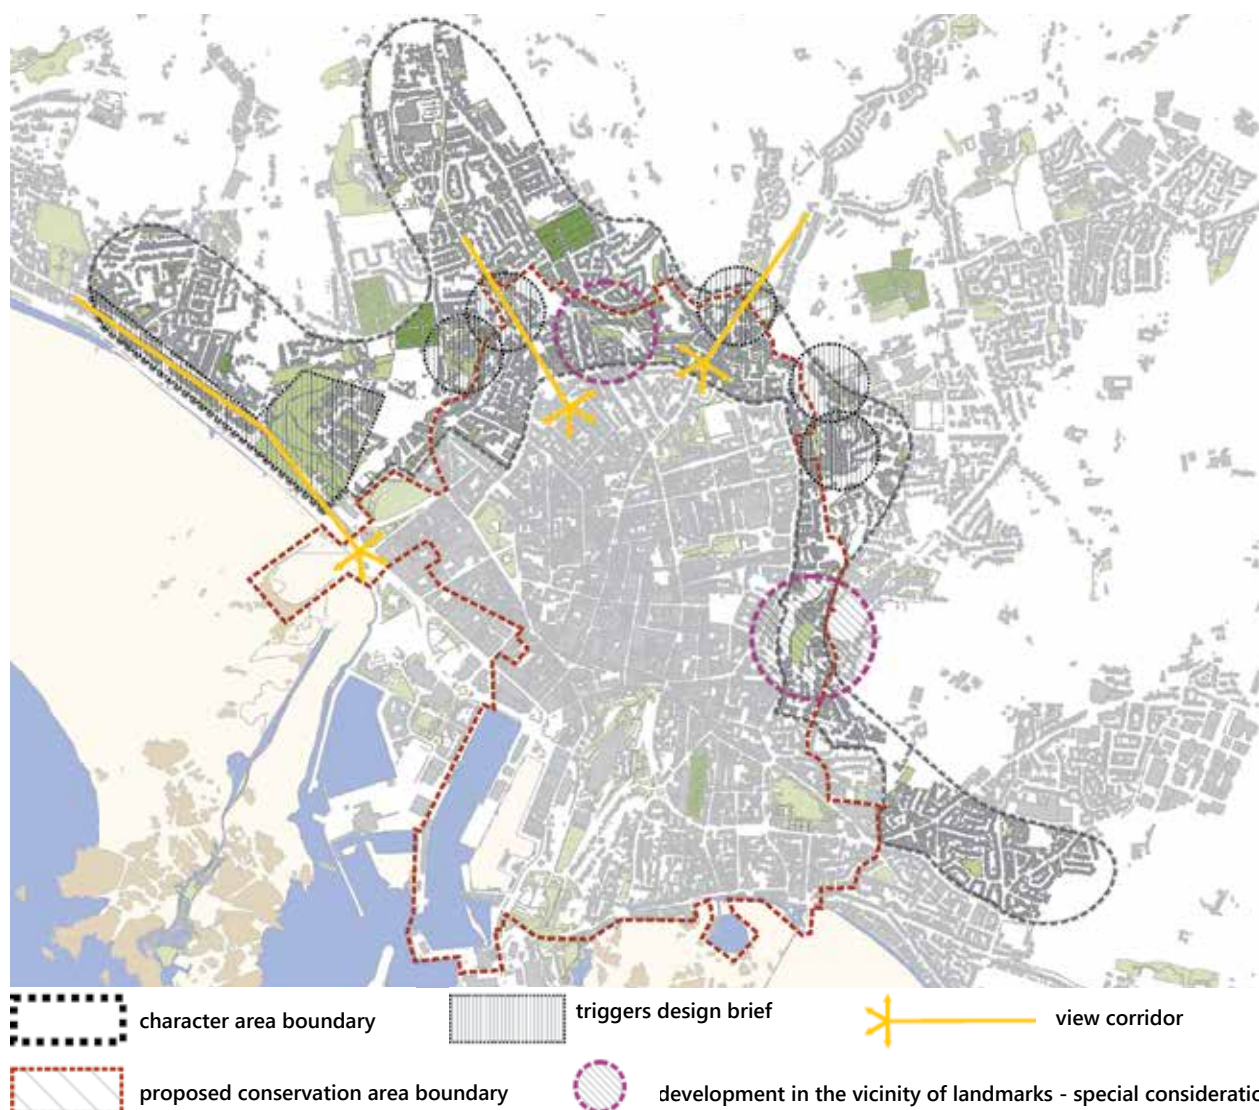 character area boundary
triggers design brief
view corridor
proposed conservation area boundary
development in the vicinity of landmarks - special considerati